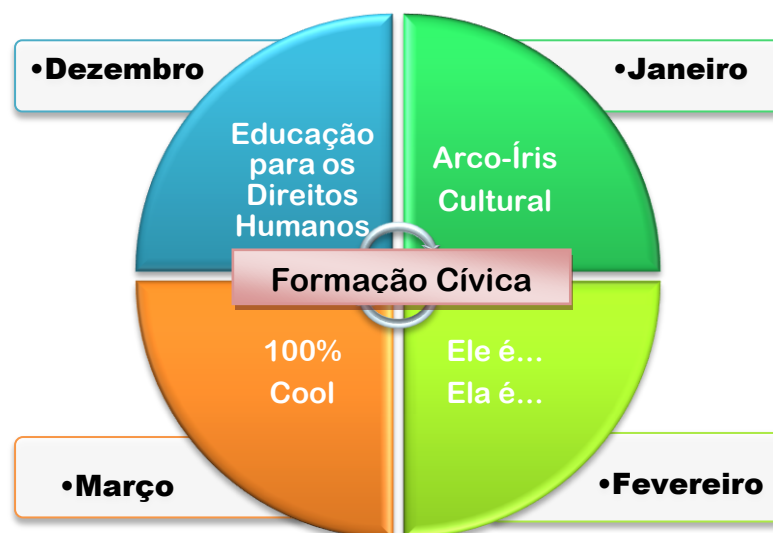 •Dezembro
•Janeiro
Educação
para os
Direitos
Humanos
Arco-Íris
Cultural
Formação Cívica
100%
Cool
Ele é...
Ela é...
•Março
•Fevereiro